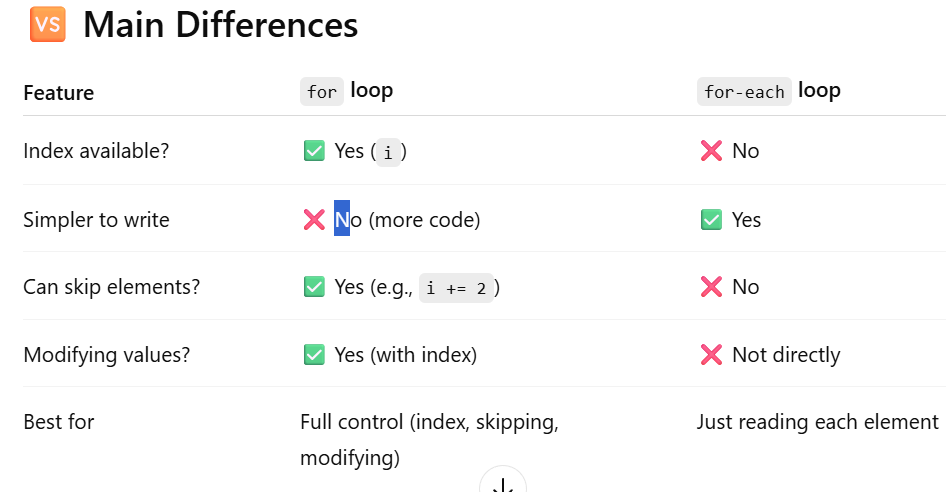 VS Main Differences
Feature for loop for-each loop
Index available? Yes (i) No
Simpler to write No (more code) Yes
Can skip elements? Yes (e.g., i += 2) No
Modifying values? Yes (with index) Not directly
Best for Full control (index, skipping, Just reading each element
modifying)